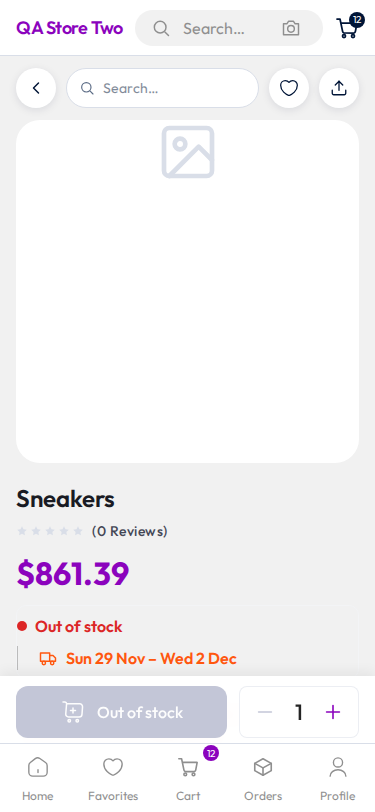 QA Store Two
Search...
12
Search...
Sneakers
(0 Reviews)
$861.39
Out of stock
Sun 29 Nov – Wed 2 Dec
Out of stock
1
12
Home
Favorites
Cart
Orders
Profile